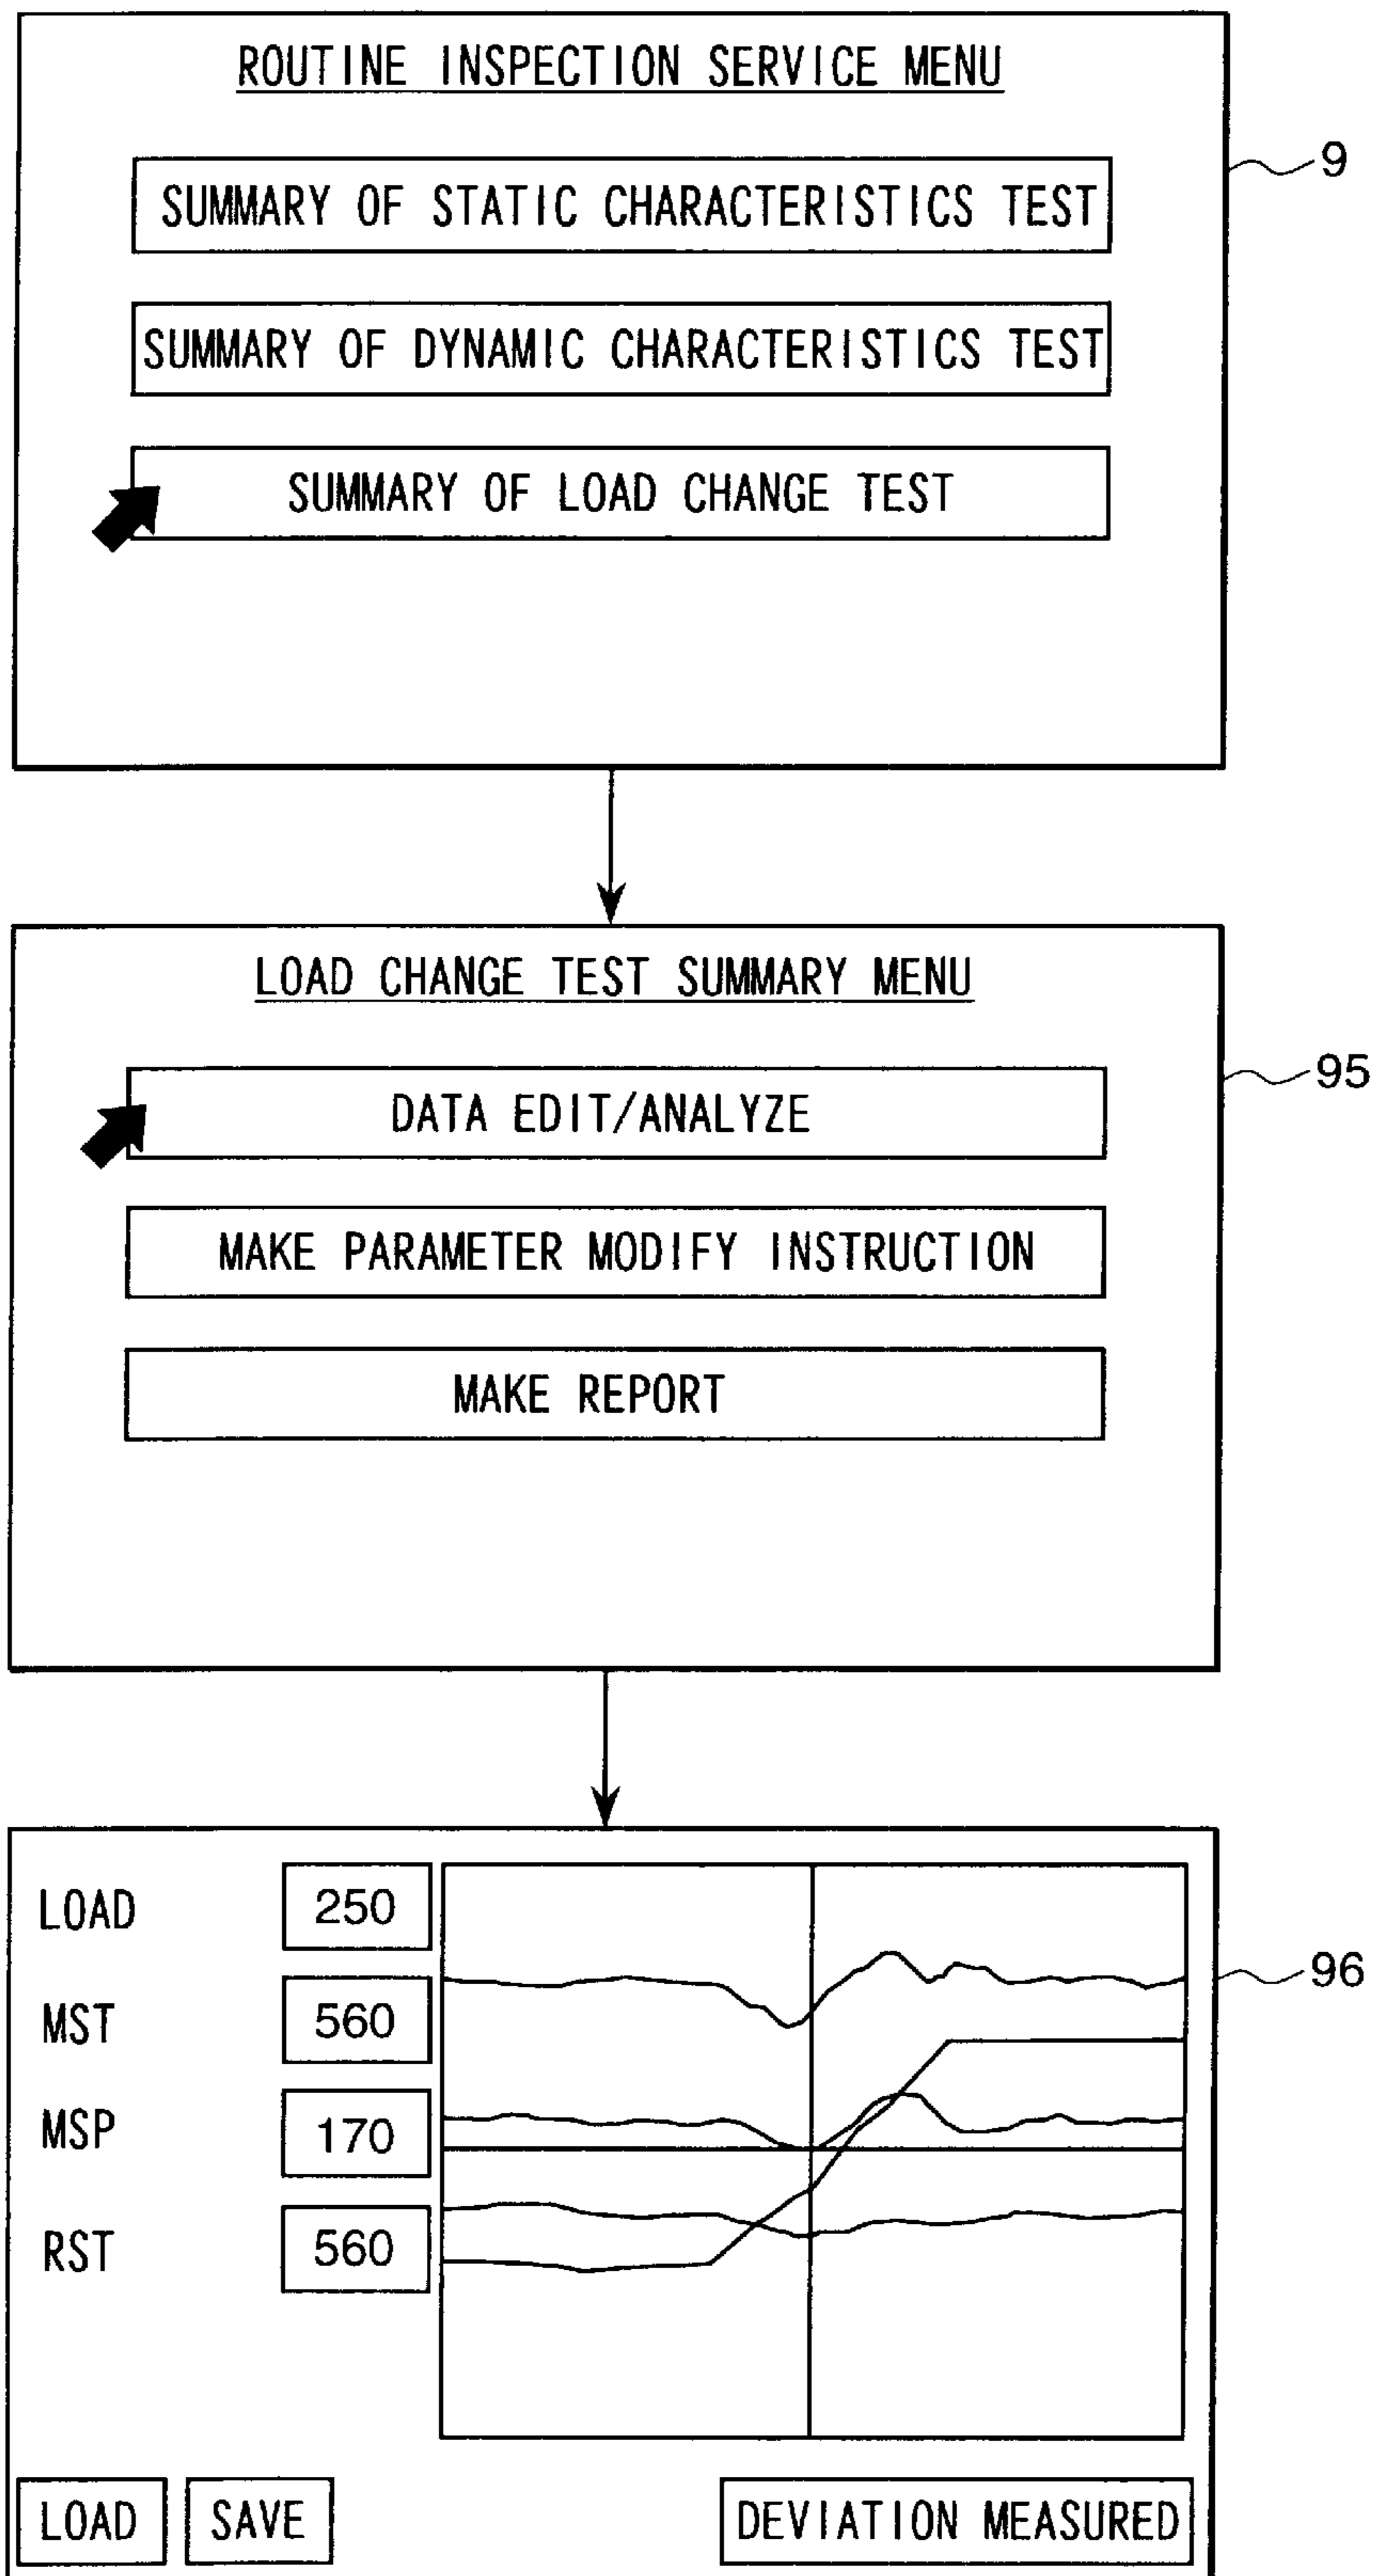 ROUTINE INSPECTION SERVICE MENU
9
SUMMARY OF STATIC CHARACTERISTICS TEST
SUMMARY OF DYNAMIC CHARACTERISTICS TEST
SUMMARY OF LOAD CHANGE TEST
LOAD CHANGE TEST SUMMARY MENU
95
DATA EDIT/ANALYZE
MAKE PARAMETER MODIFY INSTRUCTION
MAKE REPORT
LOAD 250
96
MST 560
MSP 170
RST 560
LOAD SAVE DEVIATION MEASURED